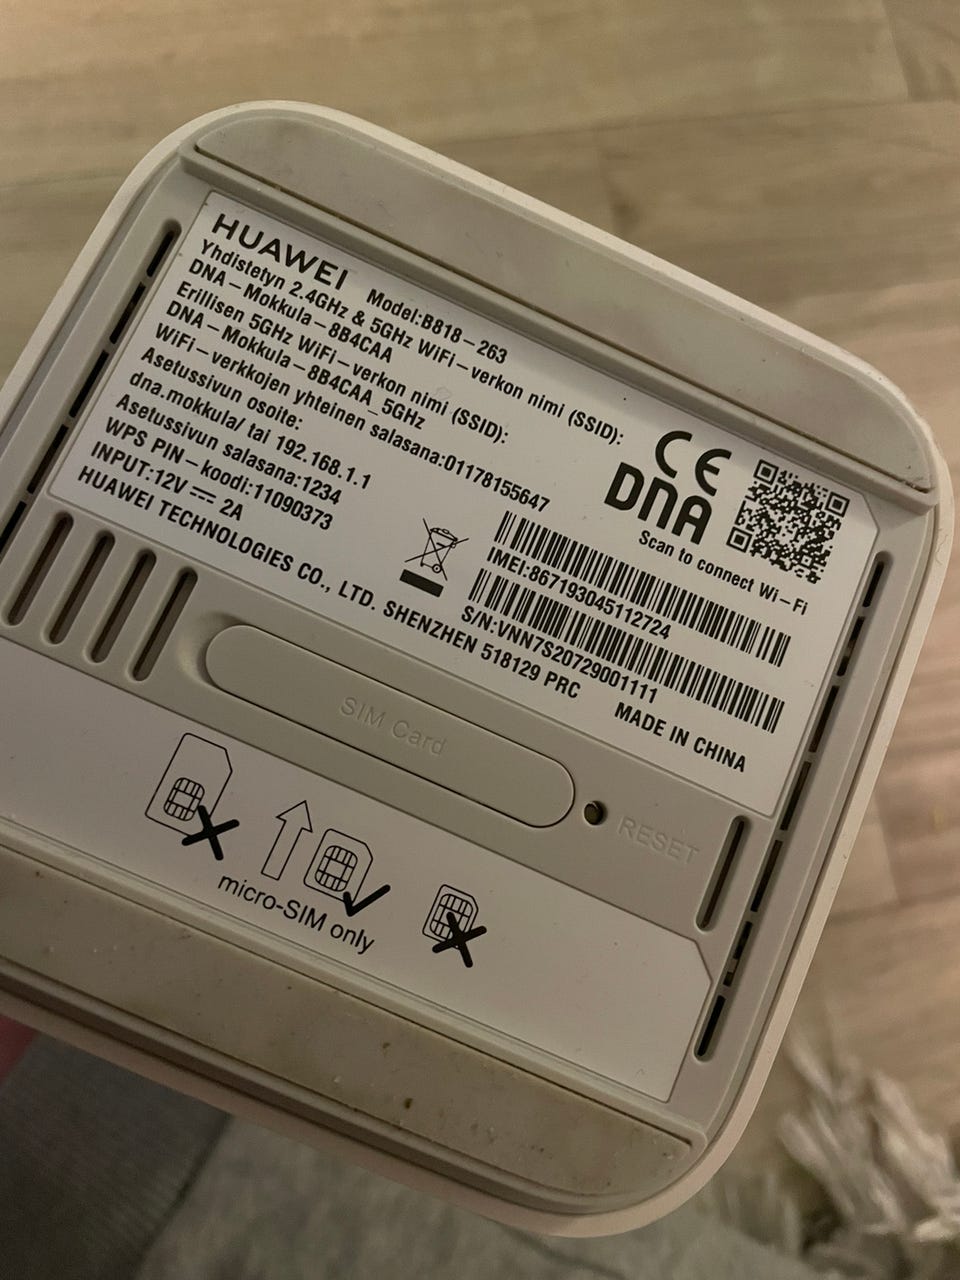 HUAWEI Model:B818-263
Yhdistetyn 2.4GHz & 5GHz WiFi-verkon nimi (SSID):
DNA-Mokkula-8B4CAA
Erillisen 5GHz WiFi-verkon nimi (SSID):
DNA-Mokkula-8B4CAA_5GHz
WiFi-verkkojen yhteinen salasana:01178155647
Asetussivun osoite:
dna.mokkula/ tai 192.168.1.1
Asetussivun salasana:1234
WPS PIN-koodi:11090373
INPUT:12V ⎓ 2A
HUAWEI TECHNOLOGIES CO., LTD. SHENZHEN 518129 PRC
CE
DNA
Scan to connect Wi-Fi
IMEI:867193045112724
S/N:VNN7S20729001111
MADE IN CHINA
SIM Card
RESET
micro-SIM only